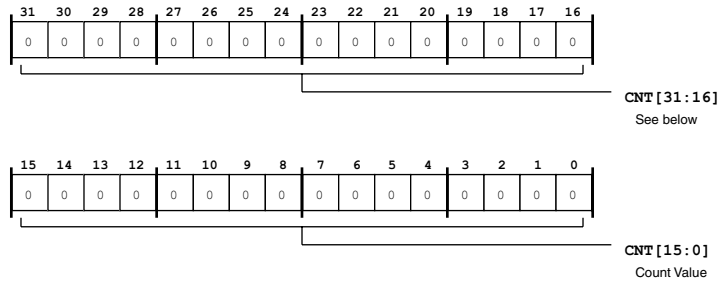 31 30 29 28 27 26 25 24 23 22 21 20 19 18 17 16
0 0 0 0 0 0 0 0 0 0 0 0 0 0 0 0
CNT[31:16]
See below
15 14 13 12 11 10 9 8 7 6 5 4 3 2 1 0
0 0 0 0 0 0 0 0 0 0 0 0 0 0 0 0
CNT[15:0]
Count Value